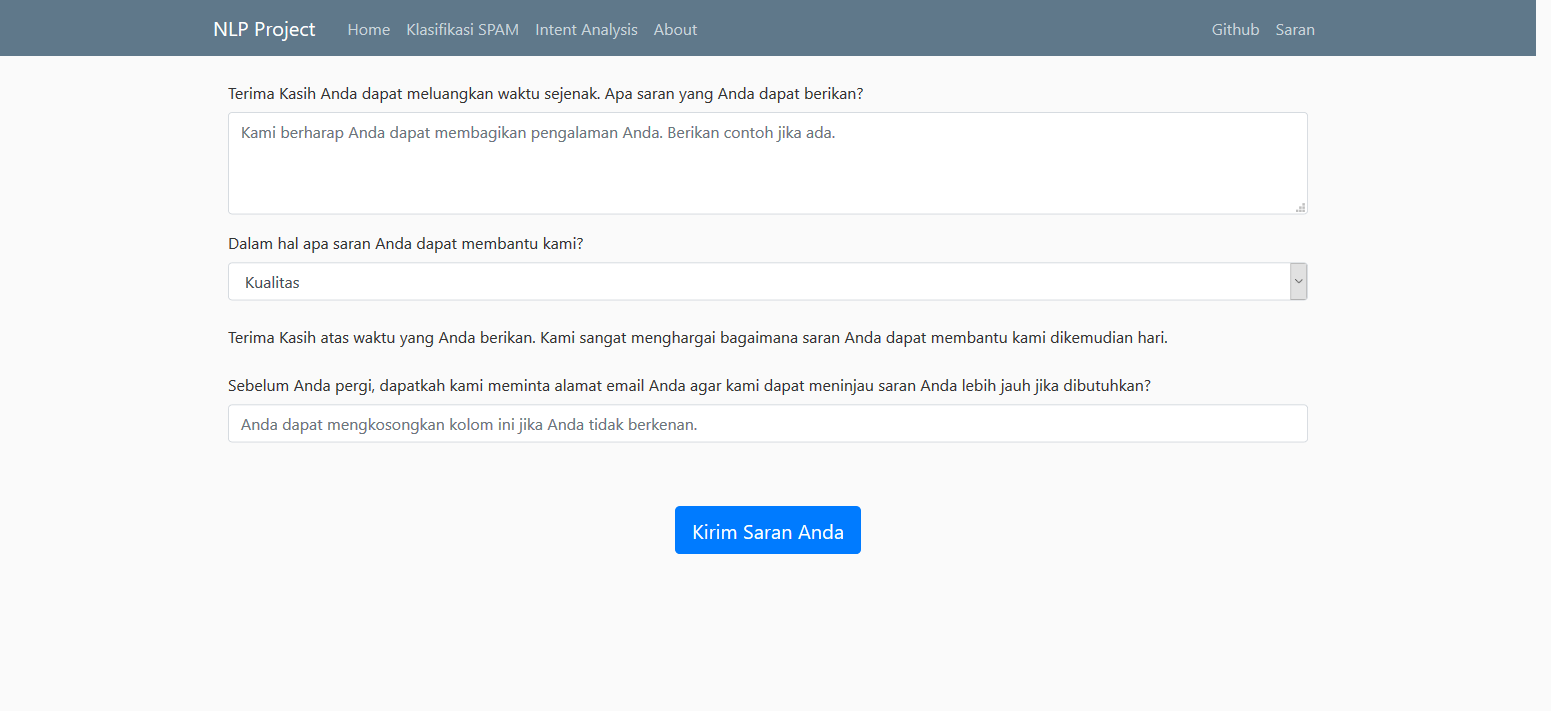 NLP Project Home Klasifikasi SPAM Intent Analysis About Github Saran
Terima Kasih Anda dapat meluangkan waktu sejenak. Apa saran yang Anda dapat berikan?
Kami berharap Anda dapat membagikan pengalaman Anda. Berikan contoh jika ada.
Dalam hal apa saran Anda dapat membantu kami?
Kualitas
Terima Kasih atas waktu yang Anda berikan. Kami sangat menghargai bagaimana saran Anda dapat membantu kami dikemudian hari.
Sebelum Anda pergi, dapatkah kami meminta alamat email Anda agar kami dapat meninjau saran Anda lebih jauh jika dibutuhkan?
Anda dapat mengkosongkan kolom ini jika Anda tidak berkenan.
Kirim Saran Anda